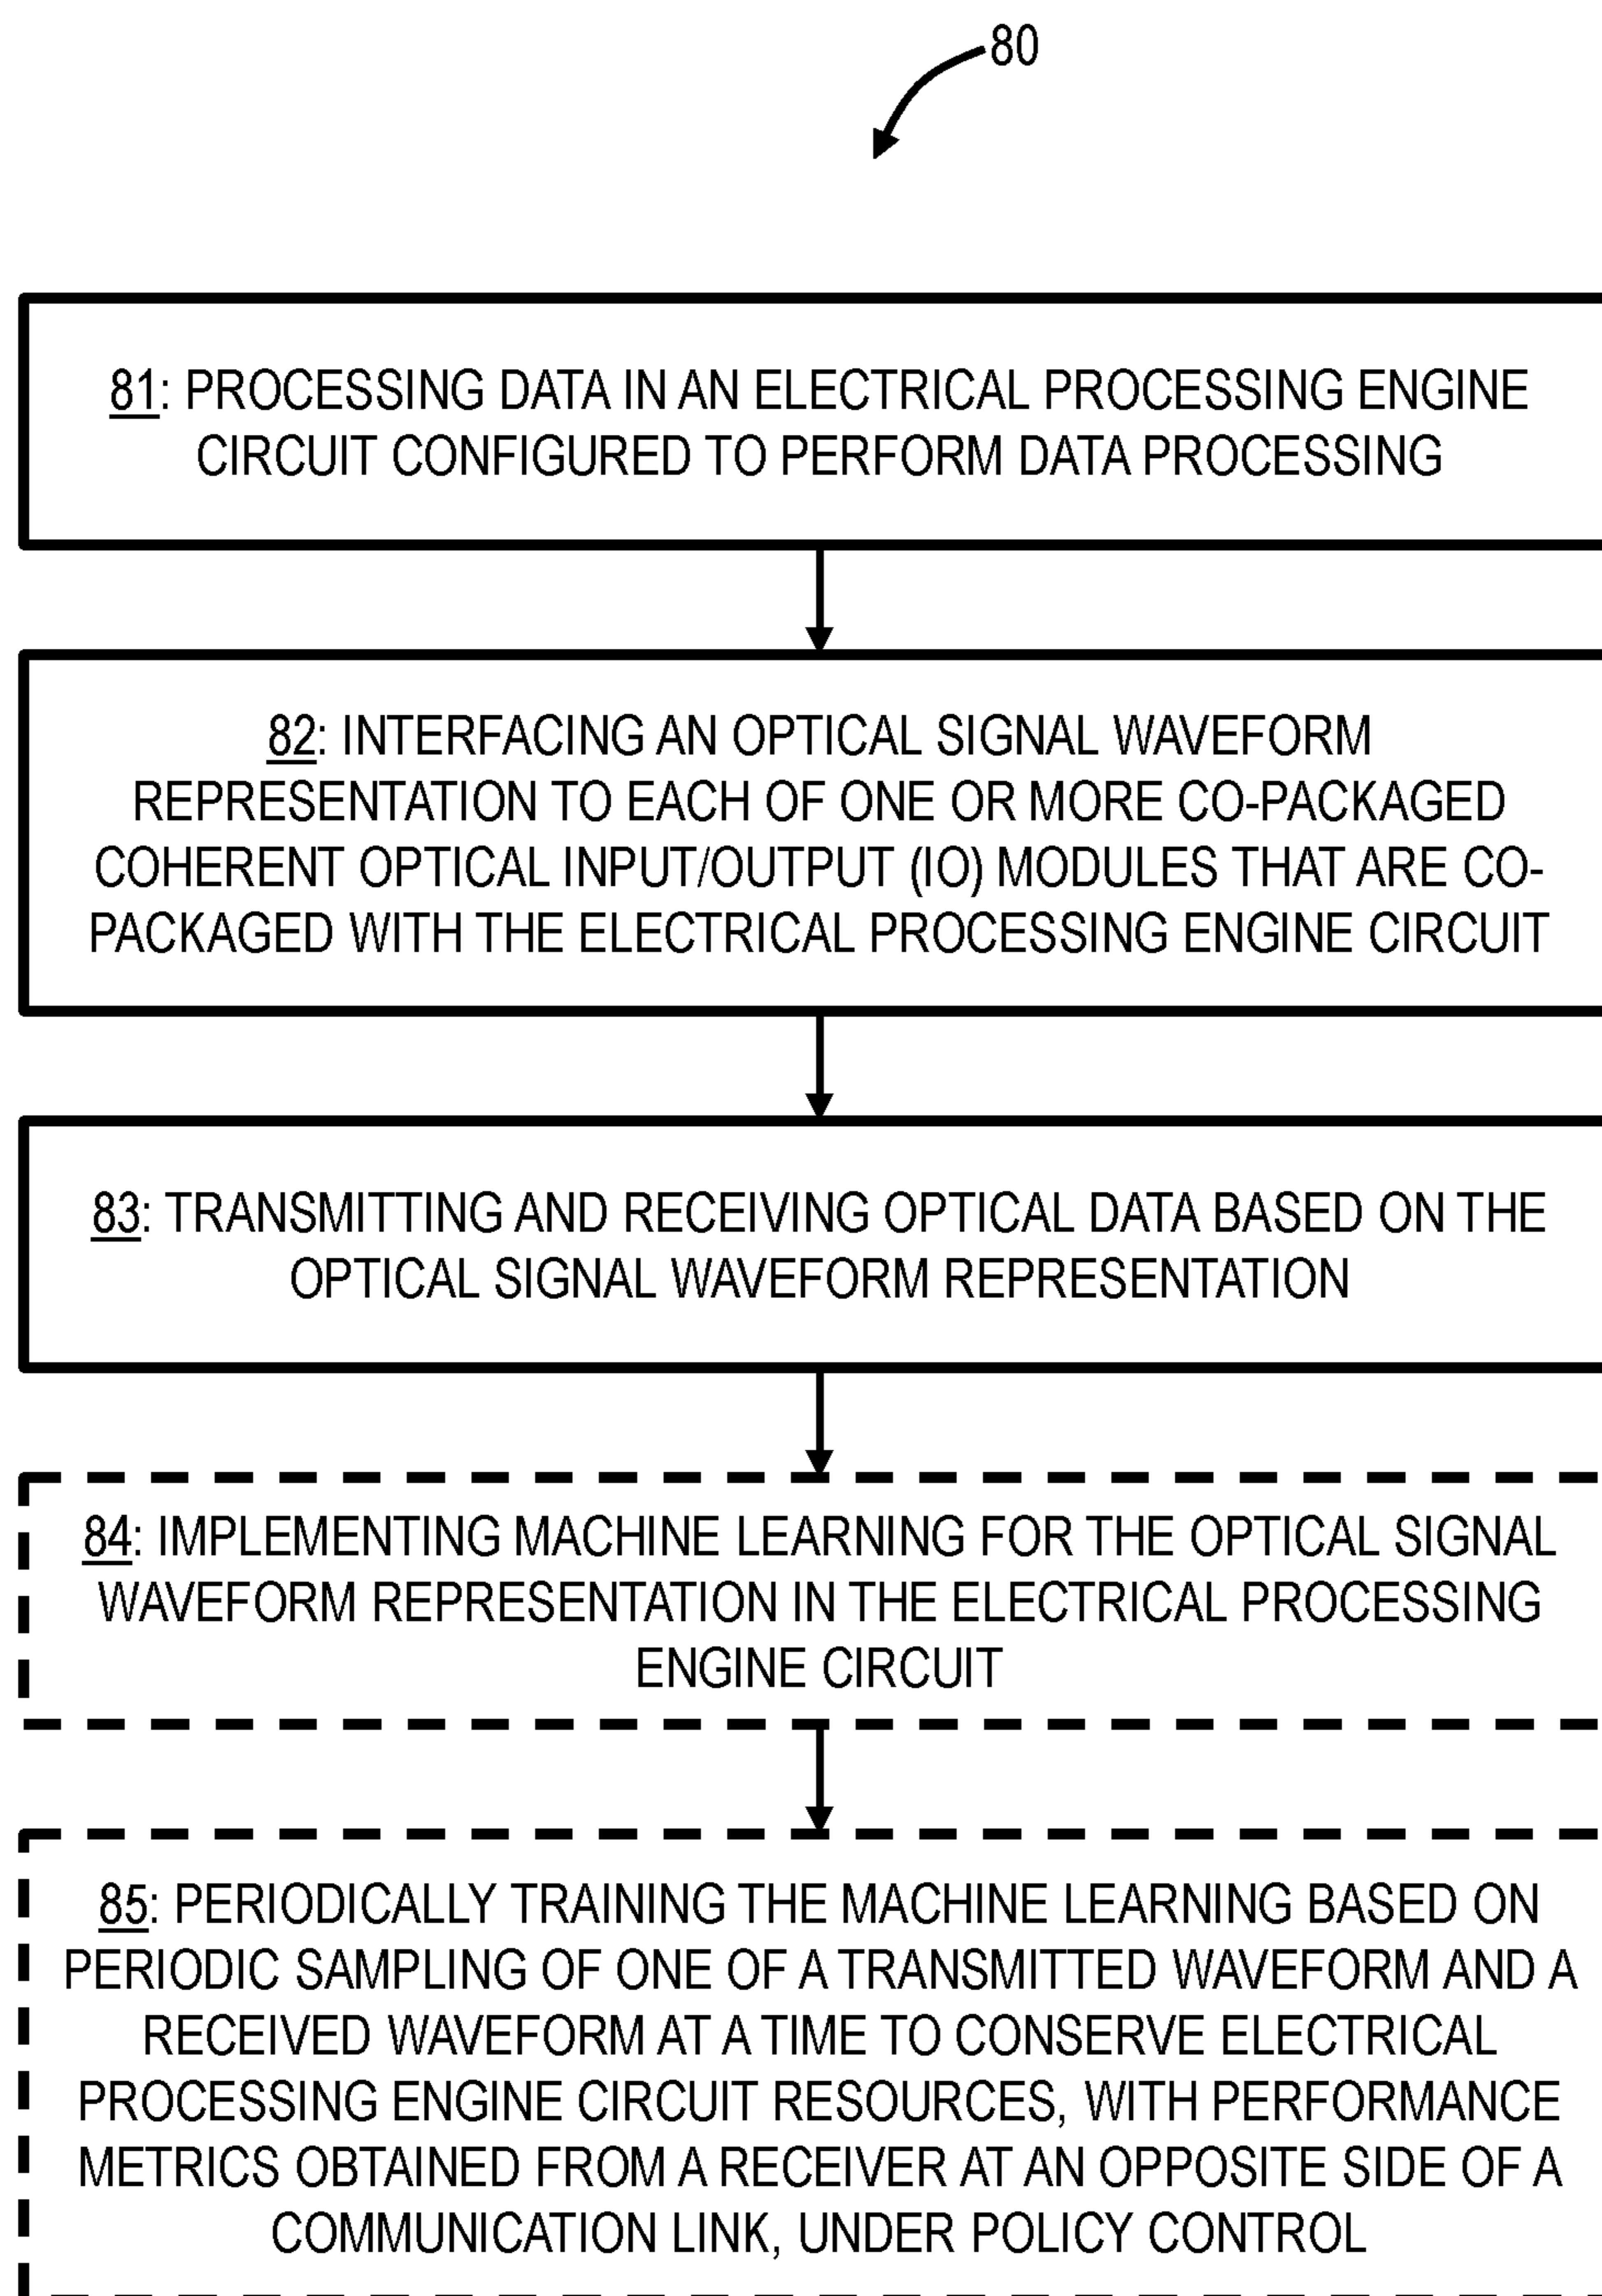 80
81: PROCESSING DATA IN AN ELECTRICAL PROCESSING ENGINE
CIRCUIT CONFIGURED TO PERFORM DATA PROCESSING
82: INTERFACING AN OPTICAL SIGNAL WAVEFORM
REPRESENTATION TO EACH OF ONE OR MORE CO-PACKAGED
COHERENT OPTICAL INPUT/OUTPUT (IO) MODULES THAT ARE CO-
PACKAGED WITH THE ELECTRICAL PROCESSING ENGINE CIRCUIT
83: TRANSMITTING AND RECEIVING OPTICAL DATA BASED ON THE
OPTICAL SIGNAL WAVEFORM REPRESENTATION
84: IMPLEMENTING MACHINE LEARNING FOR THE OPTICAL SIGNAL
WAVEFORM REPRESENTATION IN THE ELECTRICAL PROCESSING
ENGINE CIRCUIT
85: PERIODICALLY TRAINING THE MACHINE LEARNING BASED ON
PERIODIC SAMPLING OF ONE OF A TRANSMITTED WAVEFORM AND A
RECEIVED WAVEFORM AT A TIME TO CONSERVE ELECTRICAL
PROCESSING ENGINE CIRCUIT RESOURCES, WITH PERFORMANCE
METRICS OBTAINED FROM A RECEIVER AT AN OPPOSITE SIDE OF A
COMMUNICATION LINK, UNDER POLICY CONTROL